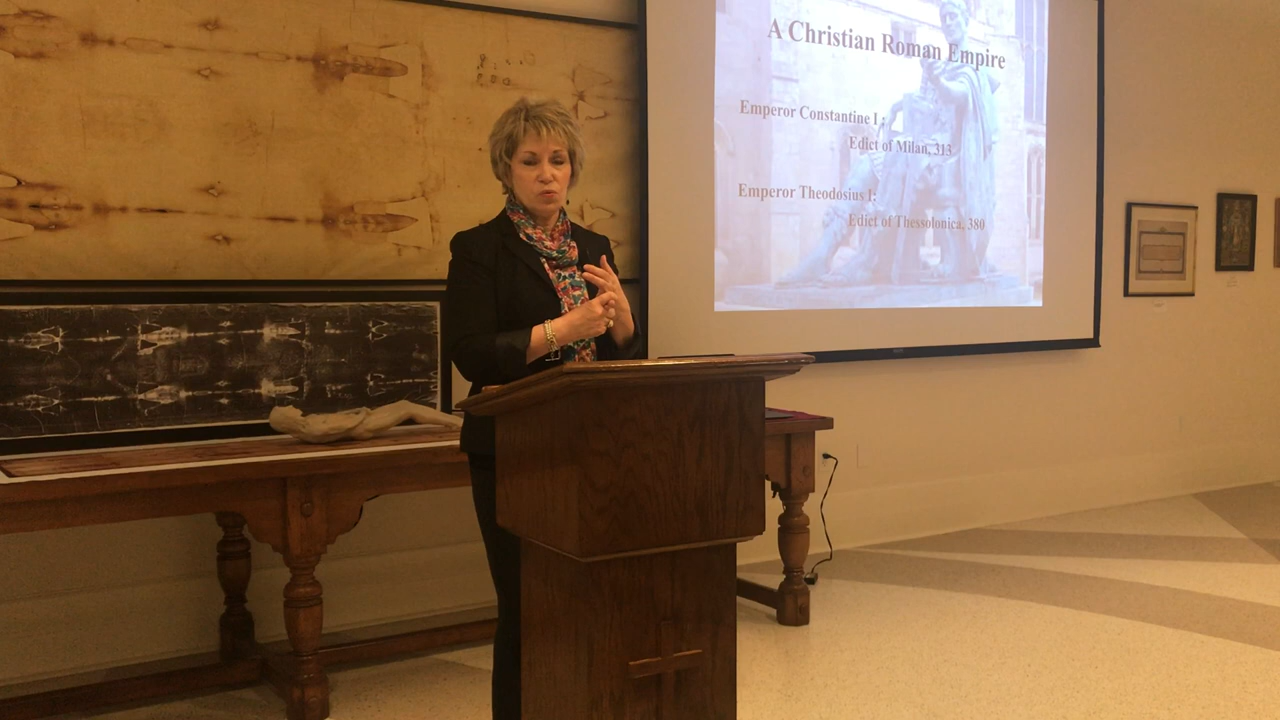 A Christian Roman Empire
Emperor Constantine I :
Edict of Milan, 313
Emperor Theodosius I:
Edict of Thessolonica, 380